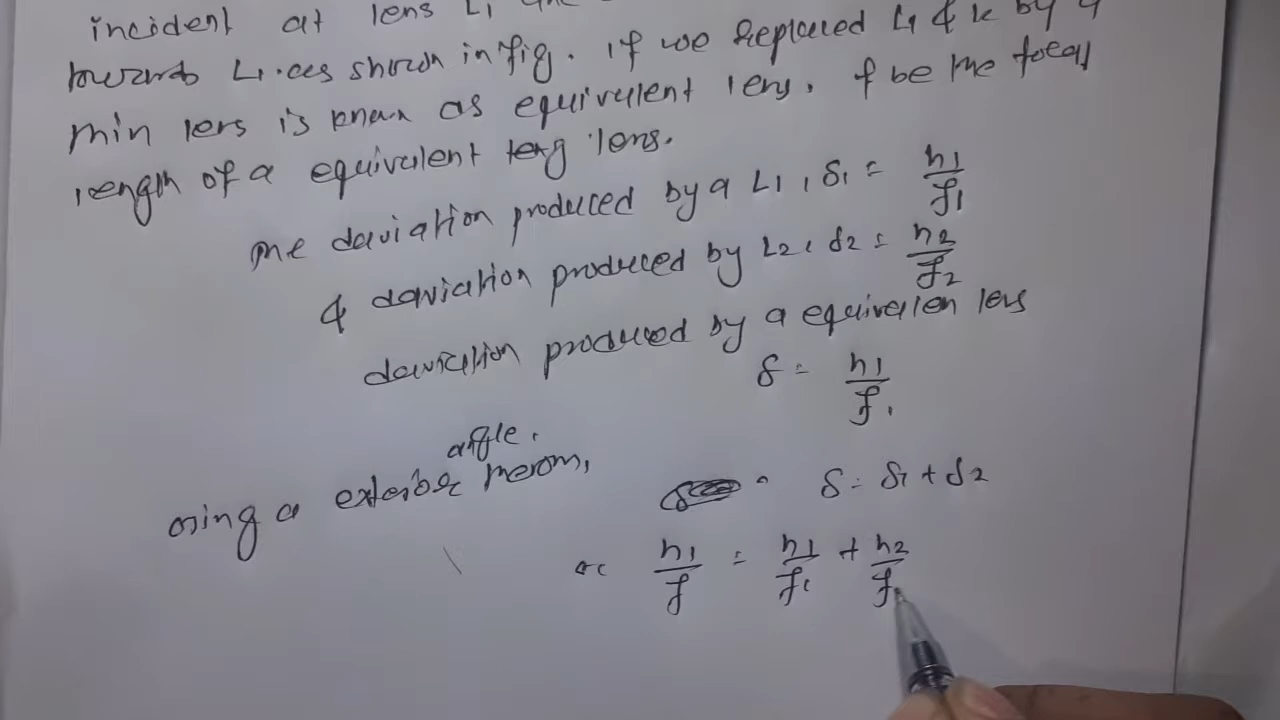 incident at lens L1 the
towards L1. as shown in fig. if we replaced L1 & L2 by a
thin lens is known as equivalent lens. f be the focal
length of a equivalent lens.
The deviation produced by a L1, δ1 = h1/f1
& deviation produced by L2, δ2 = h2/f2
deviation produced by a equivalen lens
δ = h1/f.
angle.
using a exterior theorm,
δ = δ1 + δ2
or h1/f = h1/f1 + h2/f